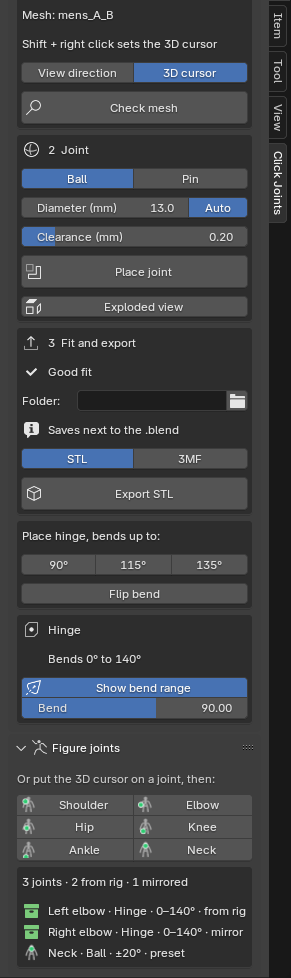 Mesh: mens_A_B
Shift + right click sets the 3D cursor
View direction 3D cursor
Check mesh
2 Joint
Ball Pin
Diameter (mm) 13.0 Auto
Clearance (mm) 0.20
Place joint
Exploded view
3 Fit and export
Good fit
Folder:
Saves next to the .blend
STL 3MF
Export STL
Place hinge, bends up to:
90° 115° 135°
Flip bend
Hinge
Bends 0° to 140°
Show bend range
Bend 90.00
Figure joints
Or put the 3D cursor on a joint, then:
Shoulder Elbow
Hip Knee
Ankle Neck
3 joints · 2 from rig · 1 mirrored
Left elbow · Hinge · 0–140° · from rig
Right elbow · Hinge · 0–140° · mirror
Neck · Ball · ±20° · preset
Item
Tool
View
Click Joints